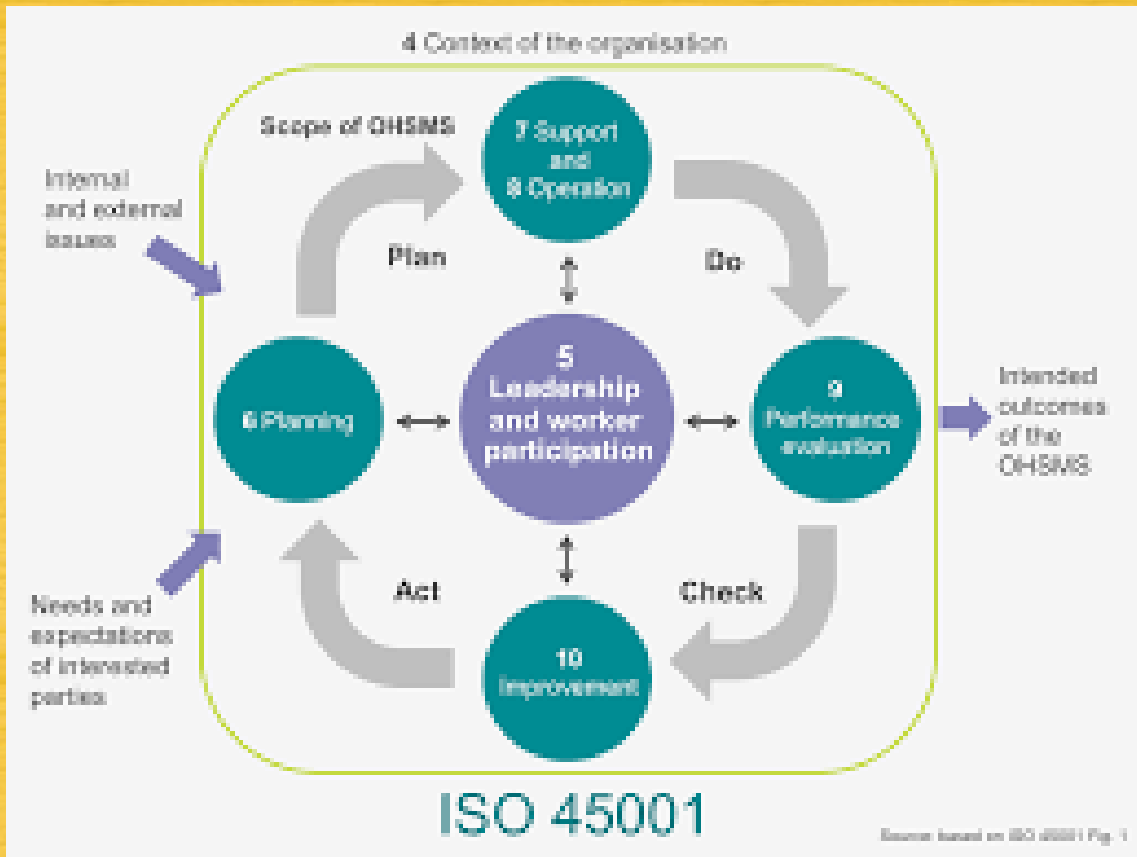 4 Context of the organisation
Scope of OHSMS
7 Support
and
8 Operation
Internal
and external
issues
Plan
Do
5
Leadership
and worker
participation
6 Planning
9
Performance
evaluation
Intended
outcomes
of the
OHSMS
Act
Check
Needs and
expectations
of interested
parties
10
Improvement
ISO 45001
Source based on ISO 45001 Fig. 1